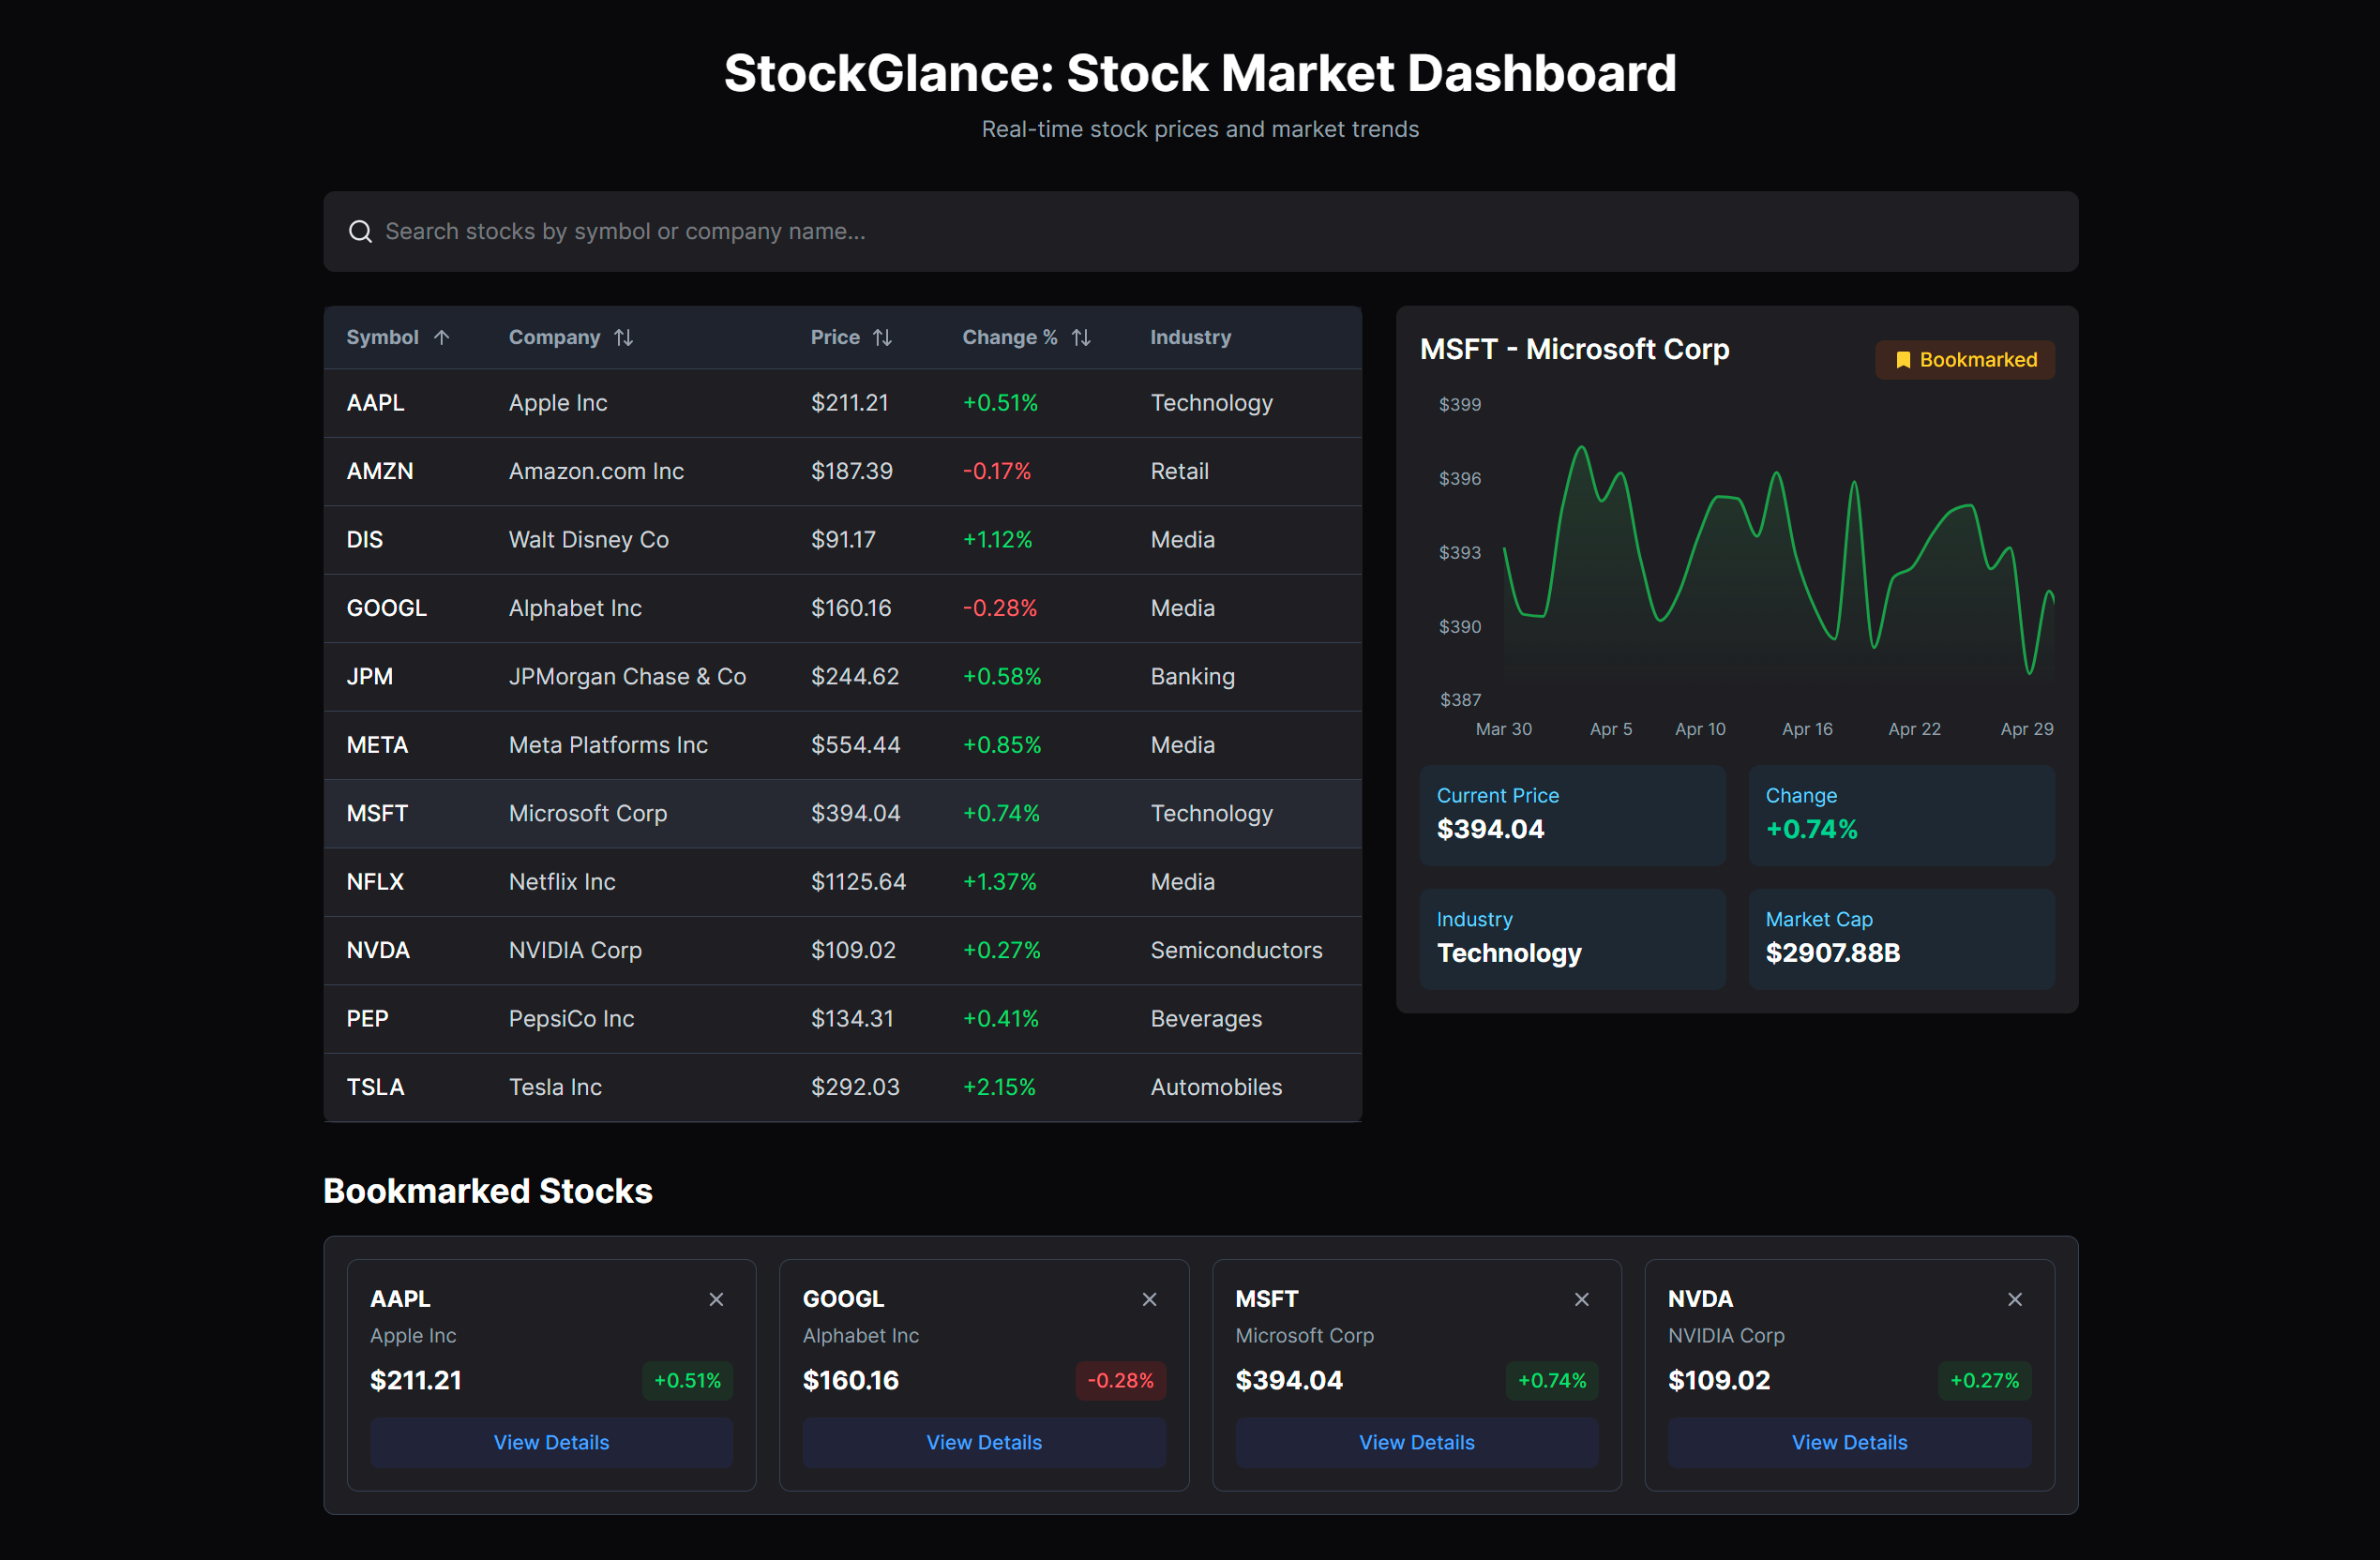 StockGlance: Stock Market Dashboard
Real-time stock prices and market trends
Search stocks by symbol or company name...
Symbol Company Price Change % Industry
AAPL Apple Inc $211.21 +0.51% Technology
AMZN Amazon.com Inc $187.39 -0.17% Retail
DIS Walt Disney Co $91.17 +1.12% Media
GOOGL Alphabet Inc $160.16 -0.28% Media
JPM JPMorgan Chase & Co $244.62 +0.58% Banking
META Meta Platforms Inc $554.44 +0.85% Media
MSFT Microsoft Corp $394.04 +0.74% Technology
NFLX Netflix Inc $1125.64 +1.37% Media
NVDA NVIDIA Corp $109.02 +0.27% Semiconductors
PEP PepsiCo Inc $134.31 +0.41% Beverages
TSLA Tesla Inc $292.03 +2.15% Automobiles
MSFT - Microsoft Corp
Bookmarked
$399
$396
$393
$390
$387
Mar 30 Apr 5 Apr 10 Apr 16 Apr 22 Apr 29
Current Price
$394.04
Change
+0.74%
Industry
Technology
Market Cap
$2907.88B
Bookmarked Stocks
AAPL
Apple Inc
$211.21 +0.51%
View Details
GOOGL
Alphabet Inc
$160.16 -0.28%
View Details
MSFT
Microsoft Corp
$394.04 +0.74%
View Details
NVDA
NVIDIA Corp
$109.02 +0.27%
View Details